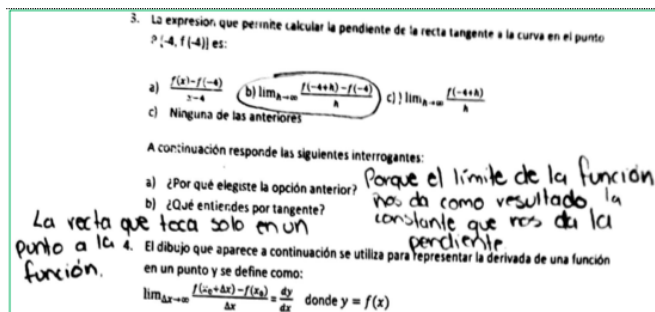 3. La expresión que permite calcular la pendiente de la recta tangente a la curva en el punto
P [-4, f (-4)] es:
a) f(x)-f(-4) / x-4 b) lim h→∞ f(-4+h)-f(-4) / h c) } lim h→∞ f(-4+h) / h
c) Ninguna de las anteriores
A continuación responde las siguientes interrogantes:
a) ¿Por qué elegiste la opción anterior? Porque el límite de la función
nos da como resultado la
constante que nos da la
pendiente.
b) ¿Qué entiendes por tangente?
La recta que toca solo en un
punto a la
función.
4. El dibujo que aparece a continuación se utiliza para representar la derivada de una función
en un punto y se define como:
lim Δx→∞ f(x₀+Δx)-f(x₀) / Δx = dy / dx donde y = f(x)